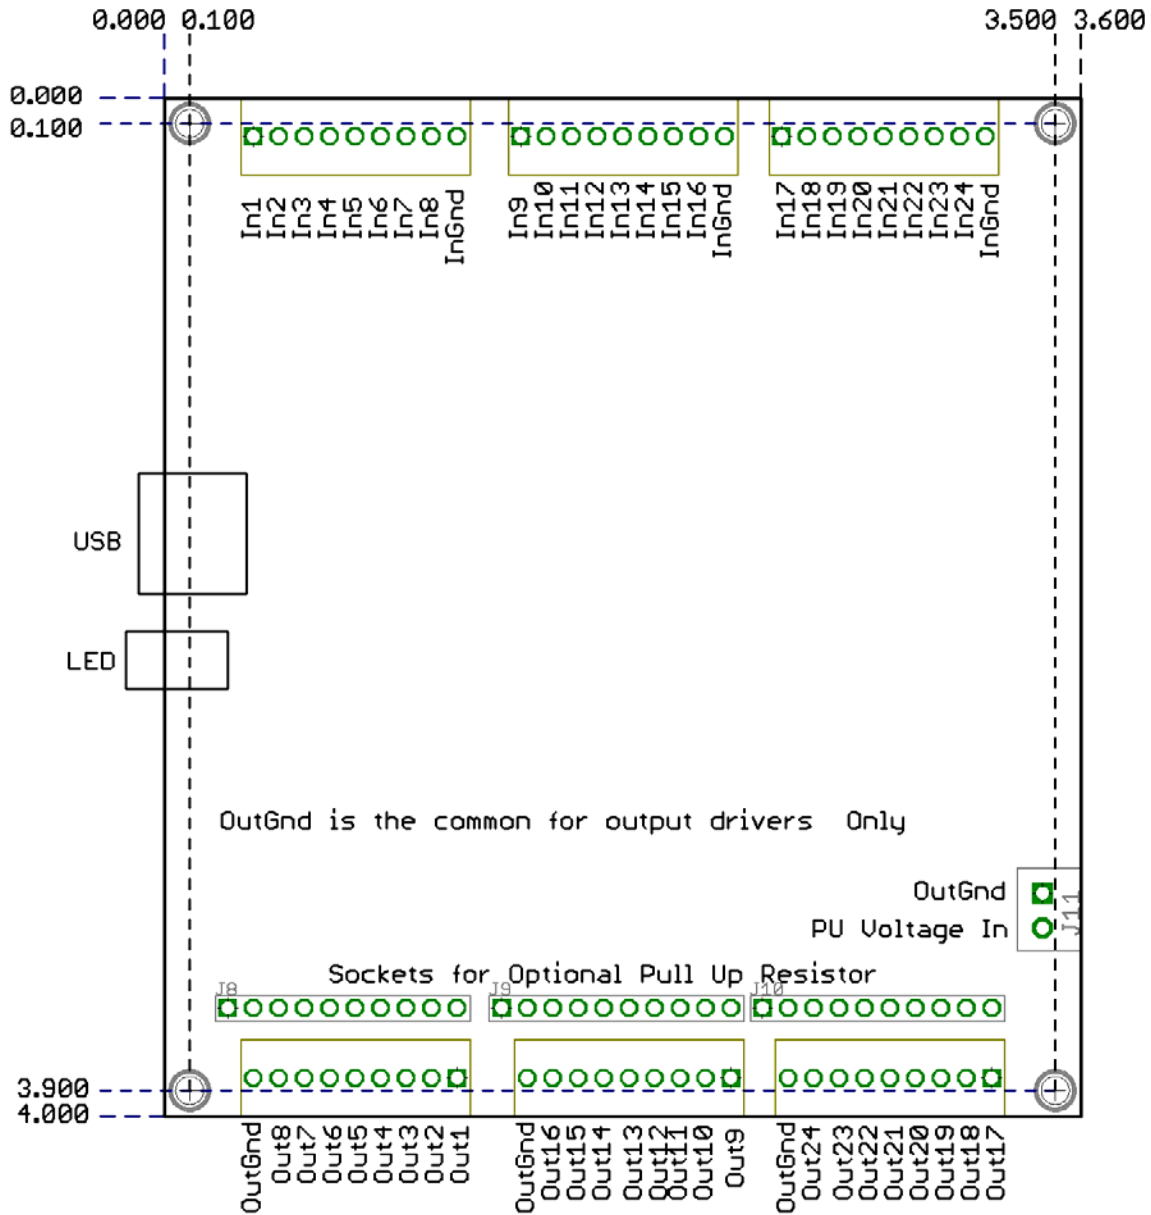 0.000 0.100 3.500 3.600
0.000
0.100
In1 In2 In3 In4 In5 In6 In7 In8 InGnd In9 In10 In11 In12 In13 In14 In15 In16 InGnd In17 In18 In19 In20 In21 In22 In23 In24 InGnd
USB
LED
OutGnd is the common for output drivers Only
OutGnd
J11
PU Voltage In
Sockets for Optional Pull Up Resistor
J8 J9 J10
3.900
4.000
OutGnd Out8 Out7 Out6 Out5 Out4 Out3 Out2 Out1 OutGnd Out16 Out15 Out14 Out13 Out12 Out11 Out10 Out9 OutGnd Out24 Out23 Out22 Out21 Out20 Out19 Out18 Out17